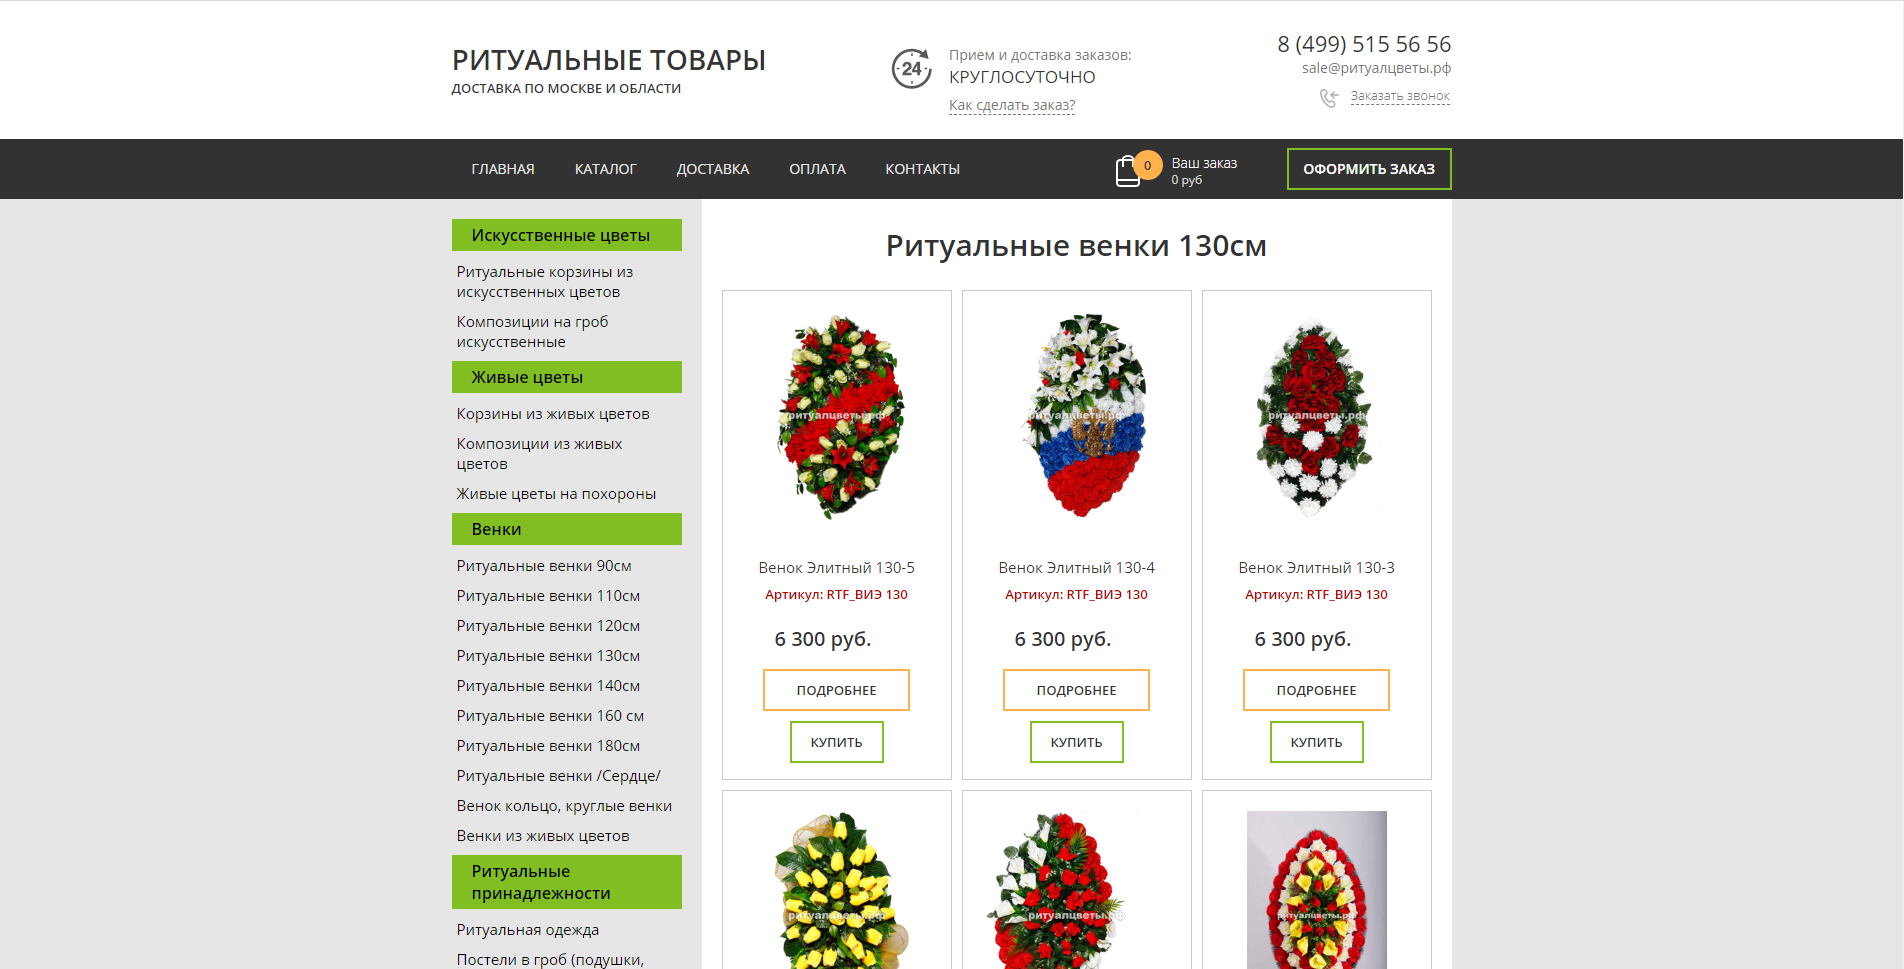 РИТУАЛЬНЫЕ ТОВАРЫ
ДОСТАВКА ПО МОСКВЕ И ОБЛАСТИ
24
Прием и доставка заказов:
КРУГЛОСУТОЧНО
Как сделать заказ?
8 (499) 515 56 56
sale@ритуалцветы.рф
Заказать звонок
ГЛАВНАЯ
КАТАЛОГ
ДОСТАВКА
ОПЛАТА
КОНТАКТЫ
0
Ваш заказ
0 руб
ОФОРМИТЬ ЗАКАЗ
Искусственные цветы
Ритуальные корзины из
искусственных цветов
Композиции на гроб
искусственные
Живые цветы
Корзины из живых цветов
Композиции из живых
цветов
Живые цветы на похороны
Венки
Ритуальные венки 90см
Ритуальные венки 110см
Ритуальные венки 120см
Ритуальные венки 130см
Ритуальные венки 140см
Ритуальные венки 160 см
Ритуальные венки 180см
Ритуальные венки /Сердце/
Венок кольцо, круглые венки
Венки из живых цветов
Ритуальные
принадлежности
Ритуальная одежда
Постели в гроб (подушки,
Ритуальные венки 130см
ритуалцветы.рф
Венок Элитный 130-5
Артикул: RTF_ВИЭ 130
6 300 руб.
ПОДРОБНЕЕ
КУПИТЬ
ритуалцветы.рф
Венок Элитный 130-4
Артикул: RTF_ВИЭ 130
6 300 руб.
ПОДРОБНЕЕ
КУПИТЬ
ритуалцветы.рф
Венок Элитный 130-3
Артикул: RTF_ВИЭ 130
6 300 руб.
ПОДРОБНЕЕ
КУПИТЬ
ритуалцветы.рф
ритуалцветы.рф
ритуалцветы.рф